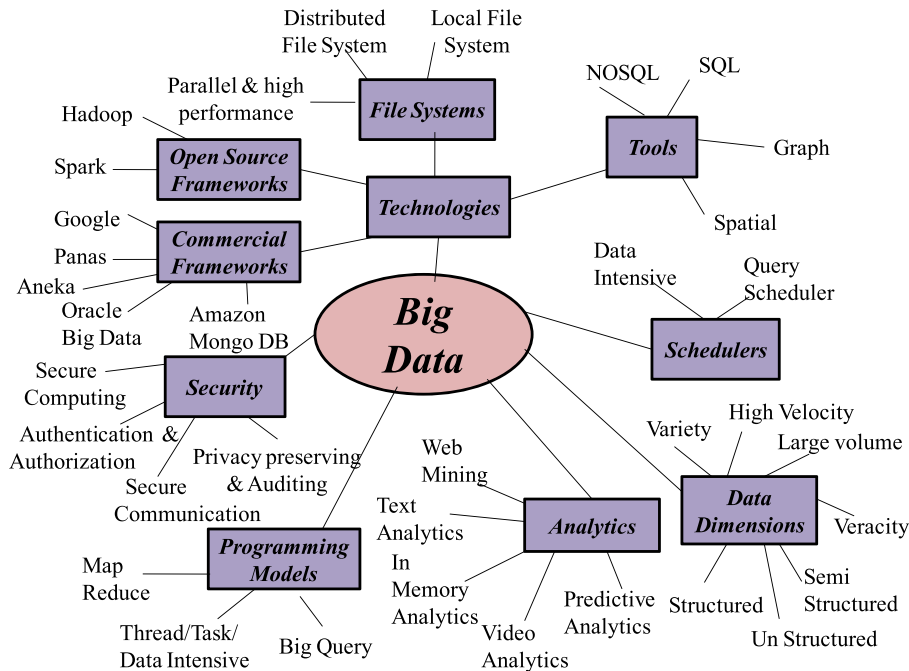 Distributed
File System
Local File
System
Parallel & high
performance
File Systems
NOSQL
SQL
Tools
Graph
Spatial
Hadoop
Spark
Open Source
Frameworks
Technologies
Google
Panas
Aneka
Oracle
Big Data
Commercial
Frameworks
Amazon
Mongo DB
Data
Intensive
Query
Scheduler
Schedulers
Big
Data
Secure
Computing
Security
Authentication &
Authorization
Secure
Communication
Privacy preserving
& Auditing
Programming
Models
Map
Reduce
Thread/Task/
Data Intensive
Big Query
Web
Mining
Text
Analytics
Analytics
In
Memory
Analytics
Video
Analytics
Predictive
Analytics
Variety
High Velocity
Large volume
Data
Dimensions
Veracity
Structured
Semi
Structured
Un Structured